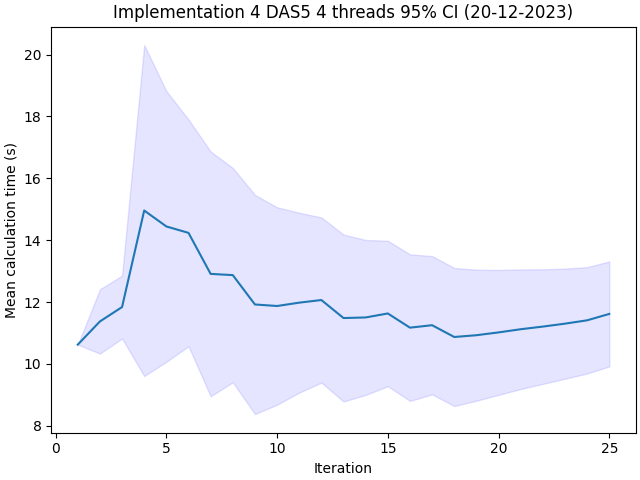 Implementation 4 DAS5 4 threads 95% CI (20-12-2023)
Mean calculation time (s)
20
18
16
14
12
10
8
0 5 10 15 20 25
Iteration